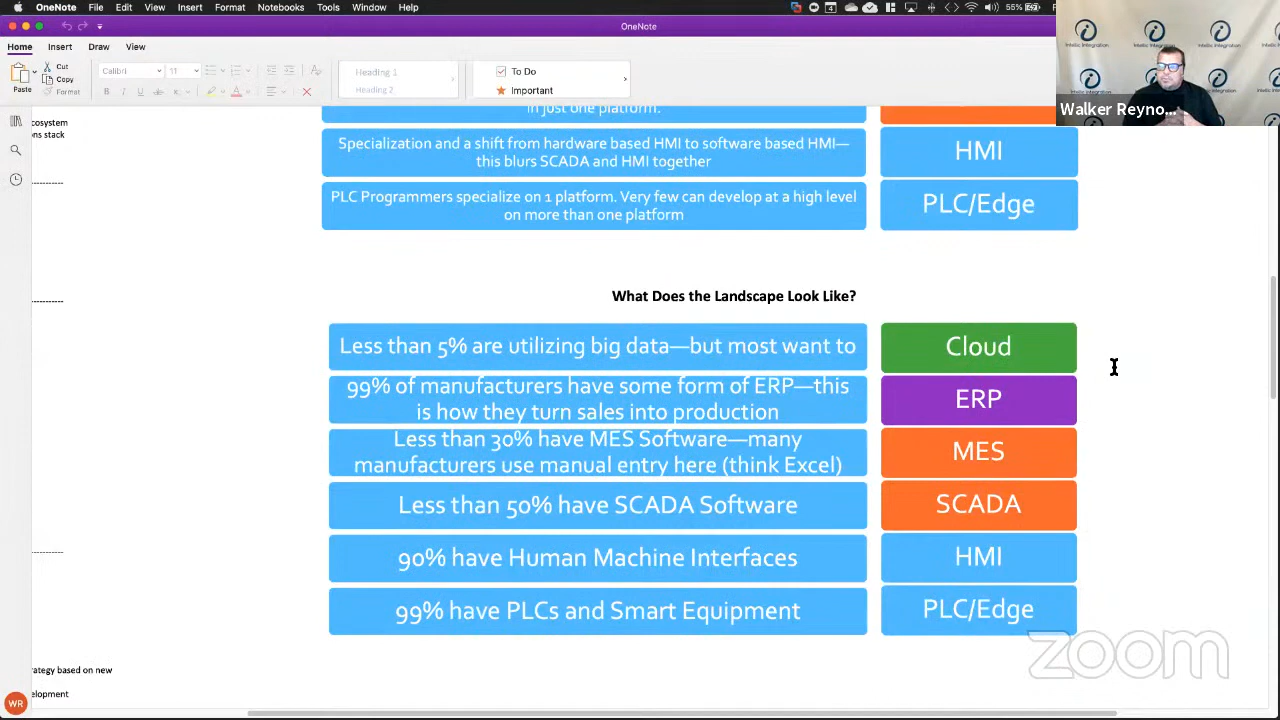 OneNote File Edit View Insert Format Notebooks Tools Window Help
4
55%
OneNote
Home Insert Draw View
Paste
Cut
Copy
Format
Calibri 11
B I U
Heading 1
Heading 2
To Do
Important
Intellic Integration
Walker Reyno...
cosystem
ons stack
in just one platform.
Specialization and a shift from hardware based HMI to software based HMI—
this blurs SCADA and HMI together
HMI
PLC Programmers specialize on 1 platform. Very few can develop at a high level
on more than one platform
PLC/Edge
------------
What Does the Landscape Look Like?
------------
Less than 5% are utilizing big data—but most want to
Cloud
99% of manufacturers have some form of ERP—this
is how they turn sales into production
ERP
Less than 30% have MES Software—many
manufacturers use manual entry here (think Excel)
MES
Less than 50% have SCADA Software
SCADA
90% have Human Machine Interfaces
HMI
------------
99% have PLCs and Smart Equipment
PLC/Edge
zoom
rategy based on new
elopment
WR